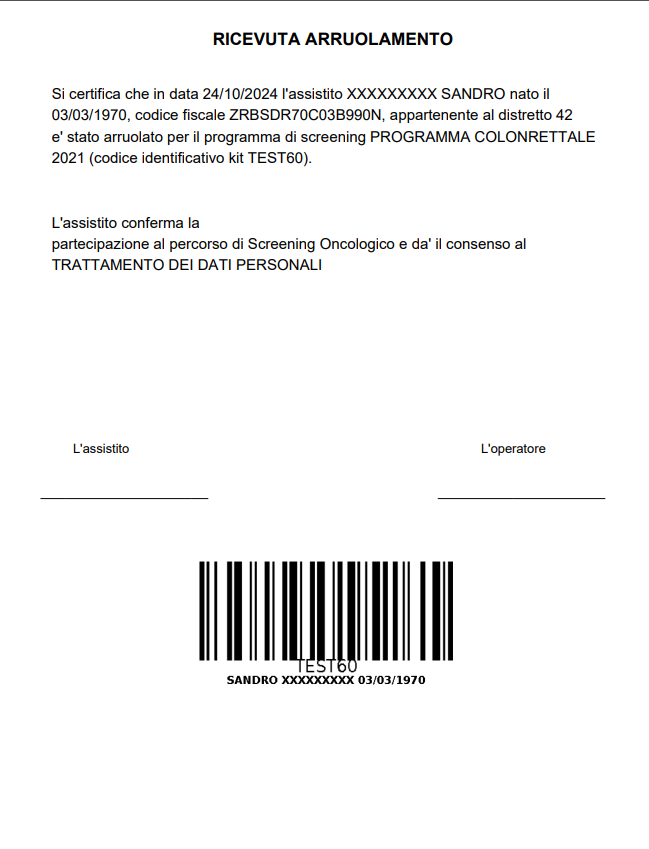 RICEVUTA ARRUOLAMENTO
Si certifica che in data 24/10/2024 l'assistito XXXXXXXXX SANDRO nato il
03/03/1970, codice fiscale ZRBSDR70C03B990N, appartenente al distretto 42
e' stato arruolato per il programma di screening PROGRAMMA COLONRETTALE
2021 (codice identificativo kit TEST60).
L'assistito conferma la
partecipazione al percorso di Screening Oncologico e da' il consenso al
TRATTAMENTO DEI DATI PERSONALI
L'assistito
L'operatore
TEST60
SANDRO XXXXXXXXX 03/03/1970